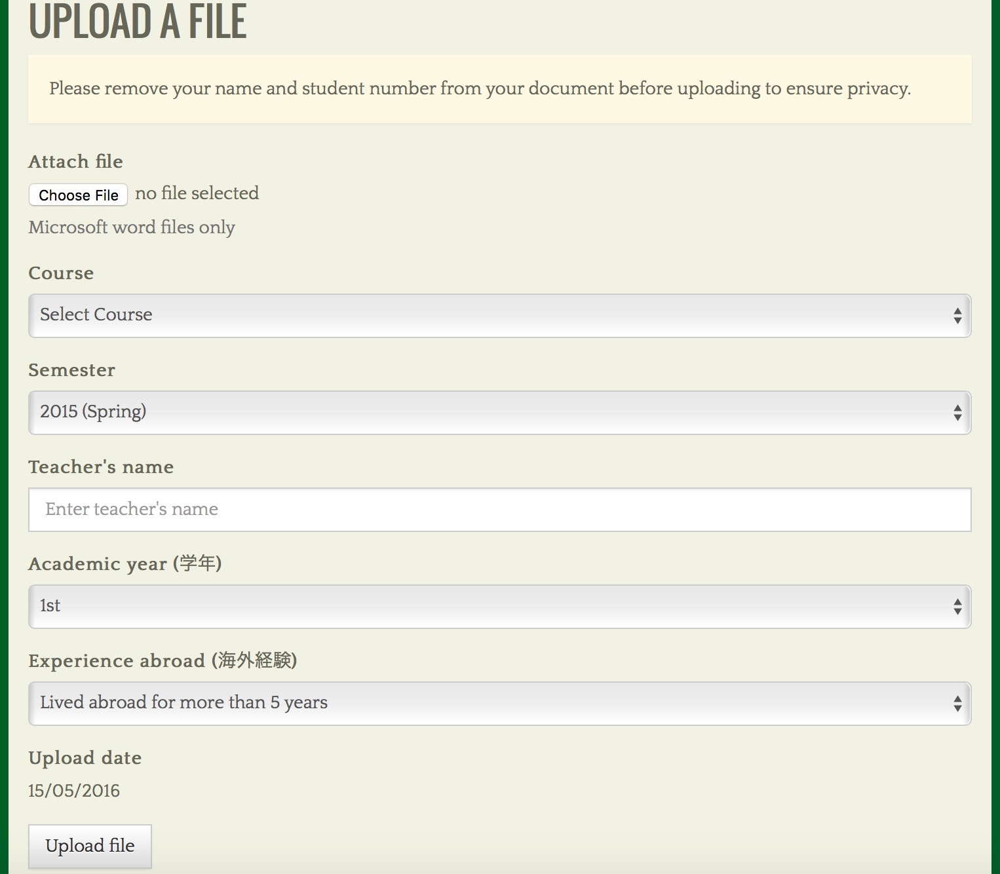 UPLOAD A FILE
Please remove your name and student number from your document before uploading to ensure privacy.
Attach file
Choose File no file selected
Microsoft word files only
Course
Select Course
Semester
2015 (Spring)
Teacher's name
Enter teacher's name
Academic year (学年)
1st
Experience abroad (海外経験)
Lived abroad for more than 5 years
Upload date
15/05/2016
Upload file